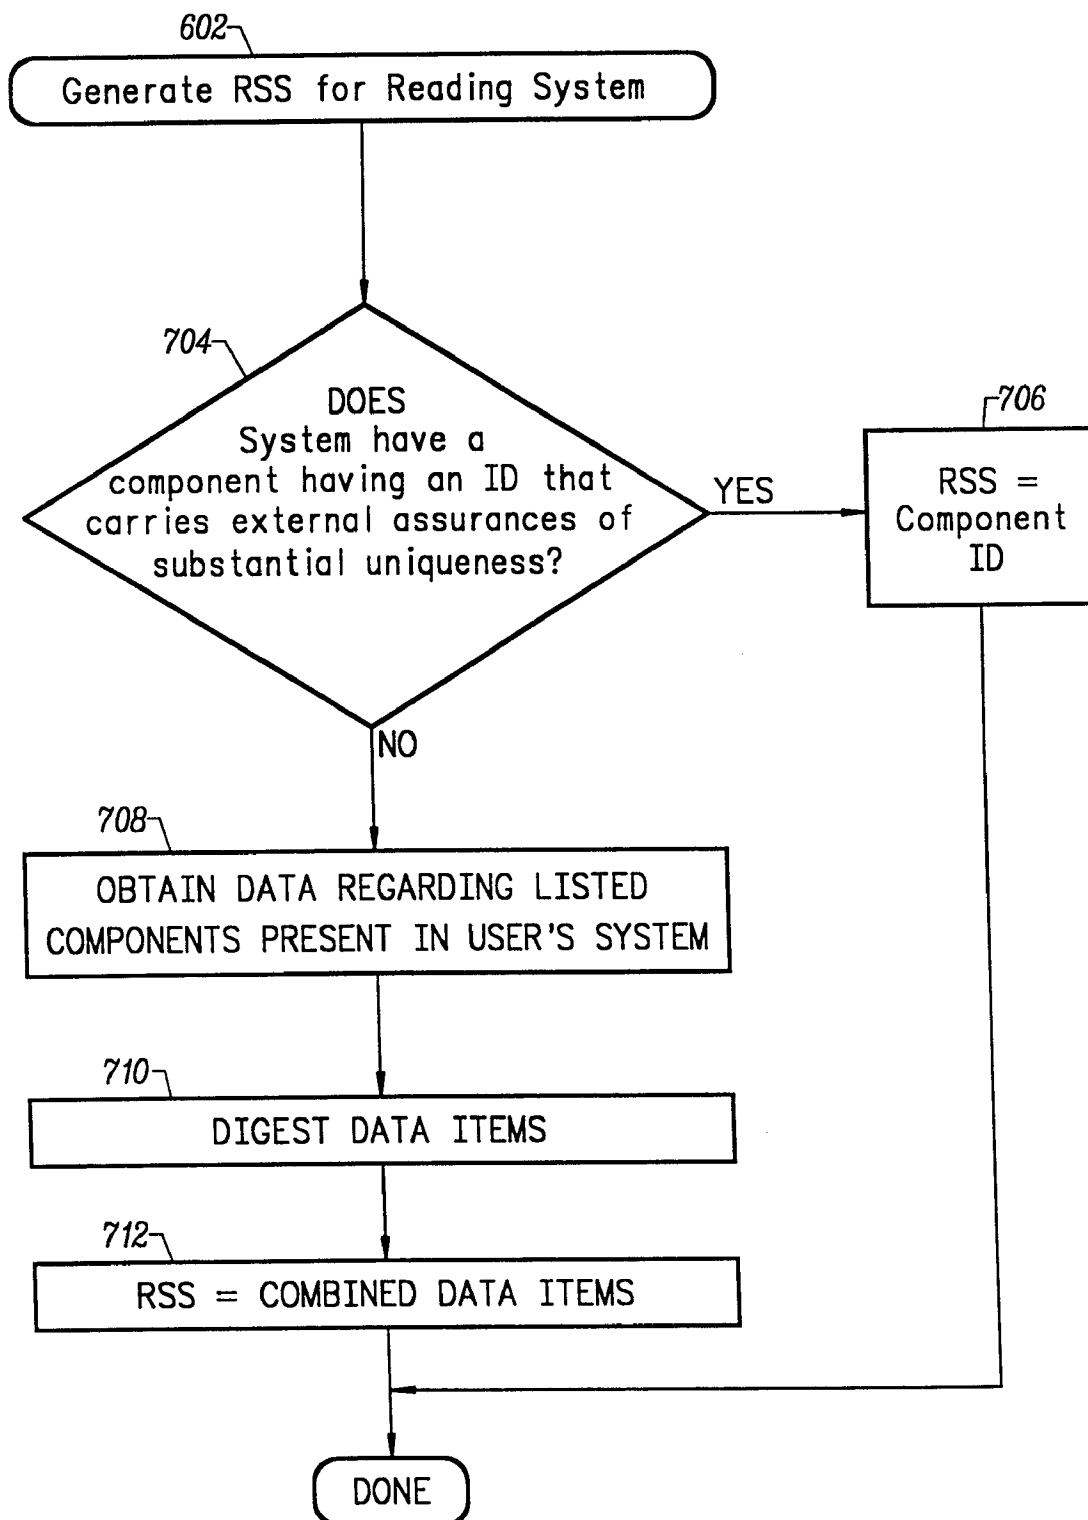 602
Generate RSS for Reading System
704
DOES
System have a
component having an ID that
carries external assurances of
substantial uniqueness?
YES
706
RSS =
Component
ID
NO
708
OBTAIN DATA REGARDING LISTED
COMPONENTS PRESENT IN USER'S SYSTEM
710
DIGEST DATA ITEMS
712
RSS = COMBINED DATA ITEMS
DONE